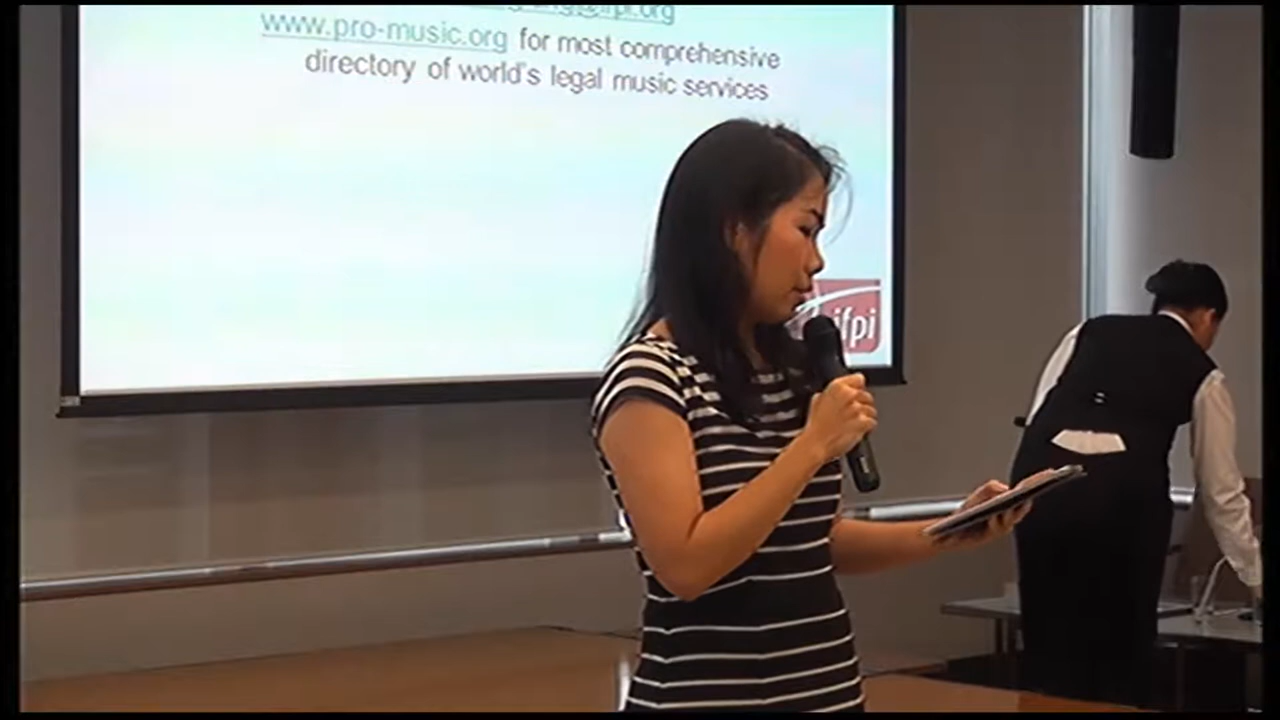 www.pro-music.org for most comprehensive
directory of world's legal music services
ifpi